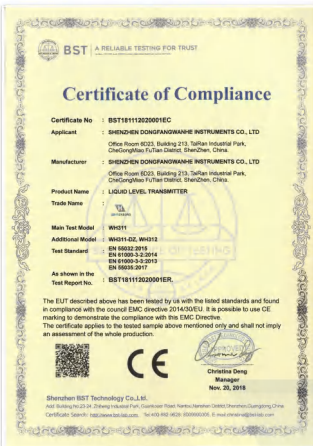 BST A RELIABLE TESTING FOR TRUST
Certificate of Compliance
Certificate No : BST181112020001EC
Applicant : SHENZHEN DONGFANGWANHE INSTRUMENTS CO., LTD
Office Room 6D23, Building 213, TaiRan Industrial Park,
CheGongMiao FuTian District, ShenZhen, China.
Manufacturer : SHENZHEN DONGFANGWANHE INSTRUMENTS CO., LTD
Office Room 6D23, Building 213, TaiRan Industrial Park,
CheGongMiao FuTian District, ShenZhen, China.
Product Name : LIQUID LEVEL TRANSMITTER
Trade Name :
Main Test Model : WH311
Additional Model : WH311-DZ, WH312
Test Standard : EN 55032:2015
EN 61000-3-2:2014
EN 61000-3-3:2013
EN 55035:2017
As shown in the
Test Report No. : BST181112020001ER.
The EUT described above has been tested by us with the listed standards and found
in compliance with the council EMC directive 2014/30/EU. It is possible to use CE
marking to demonstrate the compliance with this EMC Directive.
The certificate applies to the tested sample above mentioned only and shall not imply
an assessment of the whole production.
CE
APPROVED
Christina Deng
Manager
Nov. 20, 2018
Shenzhen BST Technology Co.,Ltd.